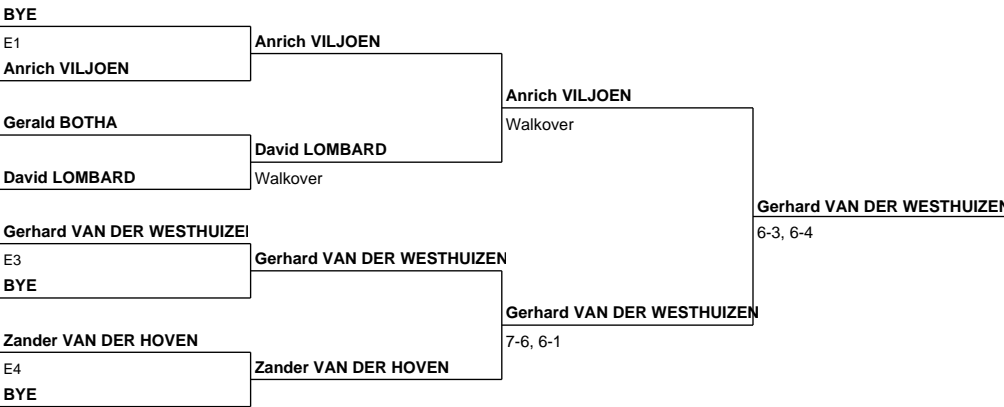 BYE
E1
Anrich VILJOEN
Gerald BOTHA
David LOMBARD
Gerhard VAN DER WESTHUIZE
E3
BYE
Zander VAN DER HOVEN
E4
BYE
Anrich VILJOEN
David LOMBARD
Walkover
Gerhard VAN DER WESTHUIZEN
Zander VAN DER HOVEN
Anrich VILJOEN
Walkover
Gerhard VAN DER WESTHUIZEN
7-6, 6-1
Gerhard VAN DER WESTHUIZEN
6-3, 6-4